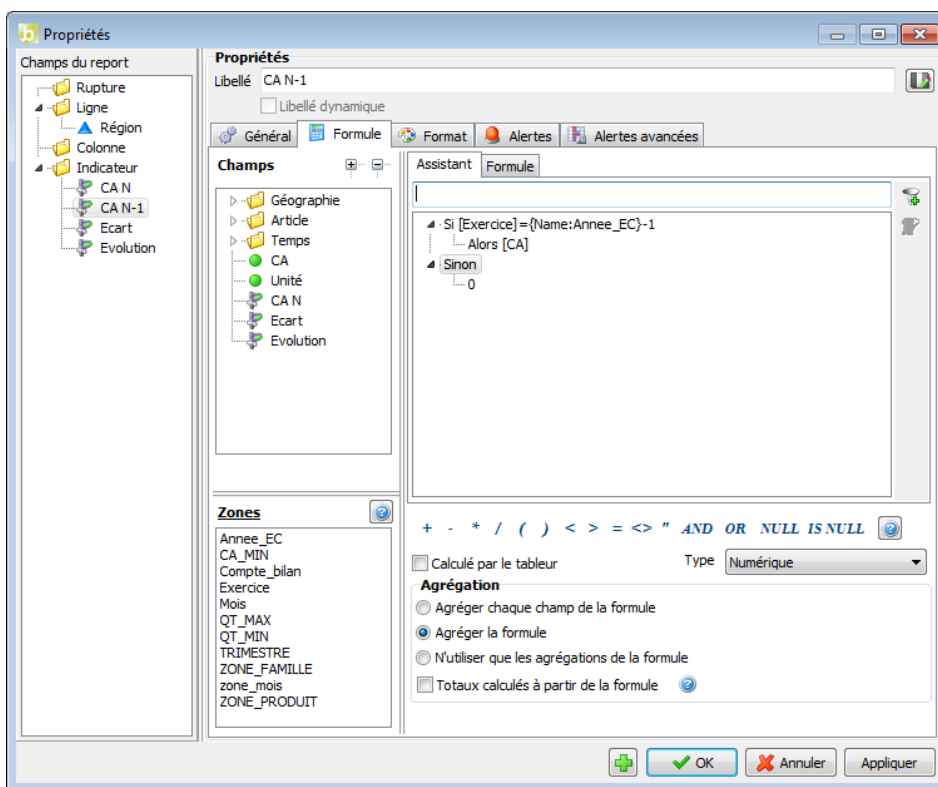 Propriétés
Champs du report
Rupture
Ligne
Région
Colonne
Indicateur
CA N
CA N-1
Ecart
Evolution
Propriétés
Libellé CA N-1
Libellé dynamique
Général Formule Format Alertes Alertes avancées
Champs
Géographie
Article
Temps
CA
Unité
CA N
Ecart
Evolution
Zones
Annee_EC
CA_MIN
Compte_bilan
Exercice
Mois
QT_MAX
QT_MIN
TRIMESTRE
ZONE_FAMILLE
zone_mois
ZONE_PRODUIT
Assistant Formule
Si [Exercice]={Name:Annee_EC}-1
Alors [CA]
Sinon
0
+ - * / ( ) < > = <> " AND OR NULL IS NULL
Calculé par le tableur Type Numérique
Agrégation
Agréger chaque champ de la formule
Agréger la formule
N'utiliser que les agrégations de la formule
Totaux calculés à partir de la formule
OK Annuler Appliquer